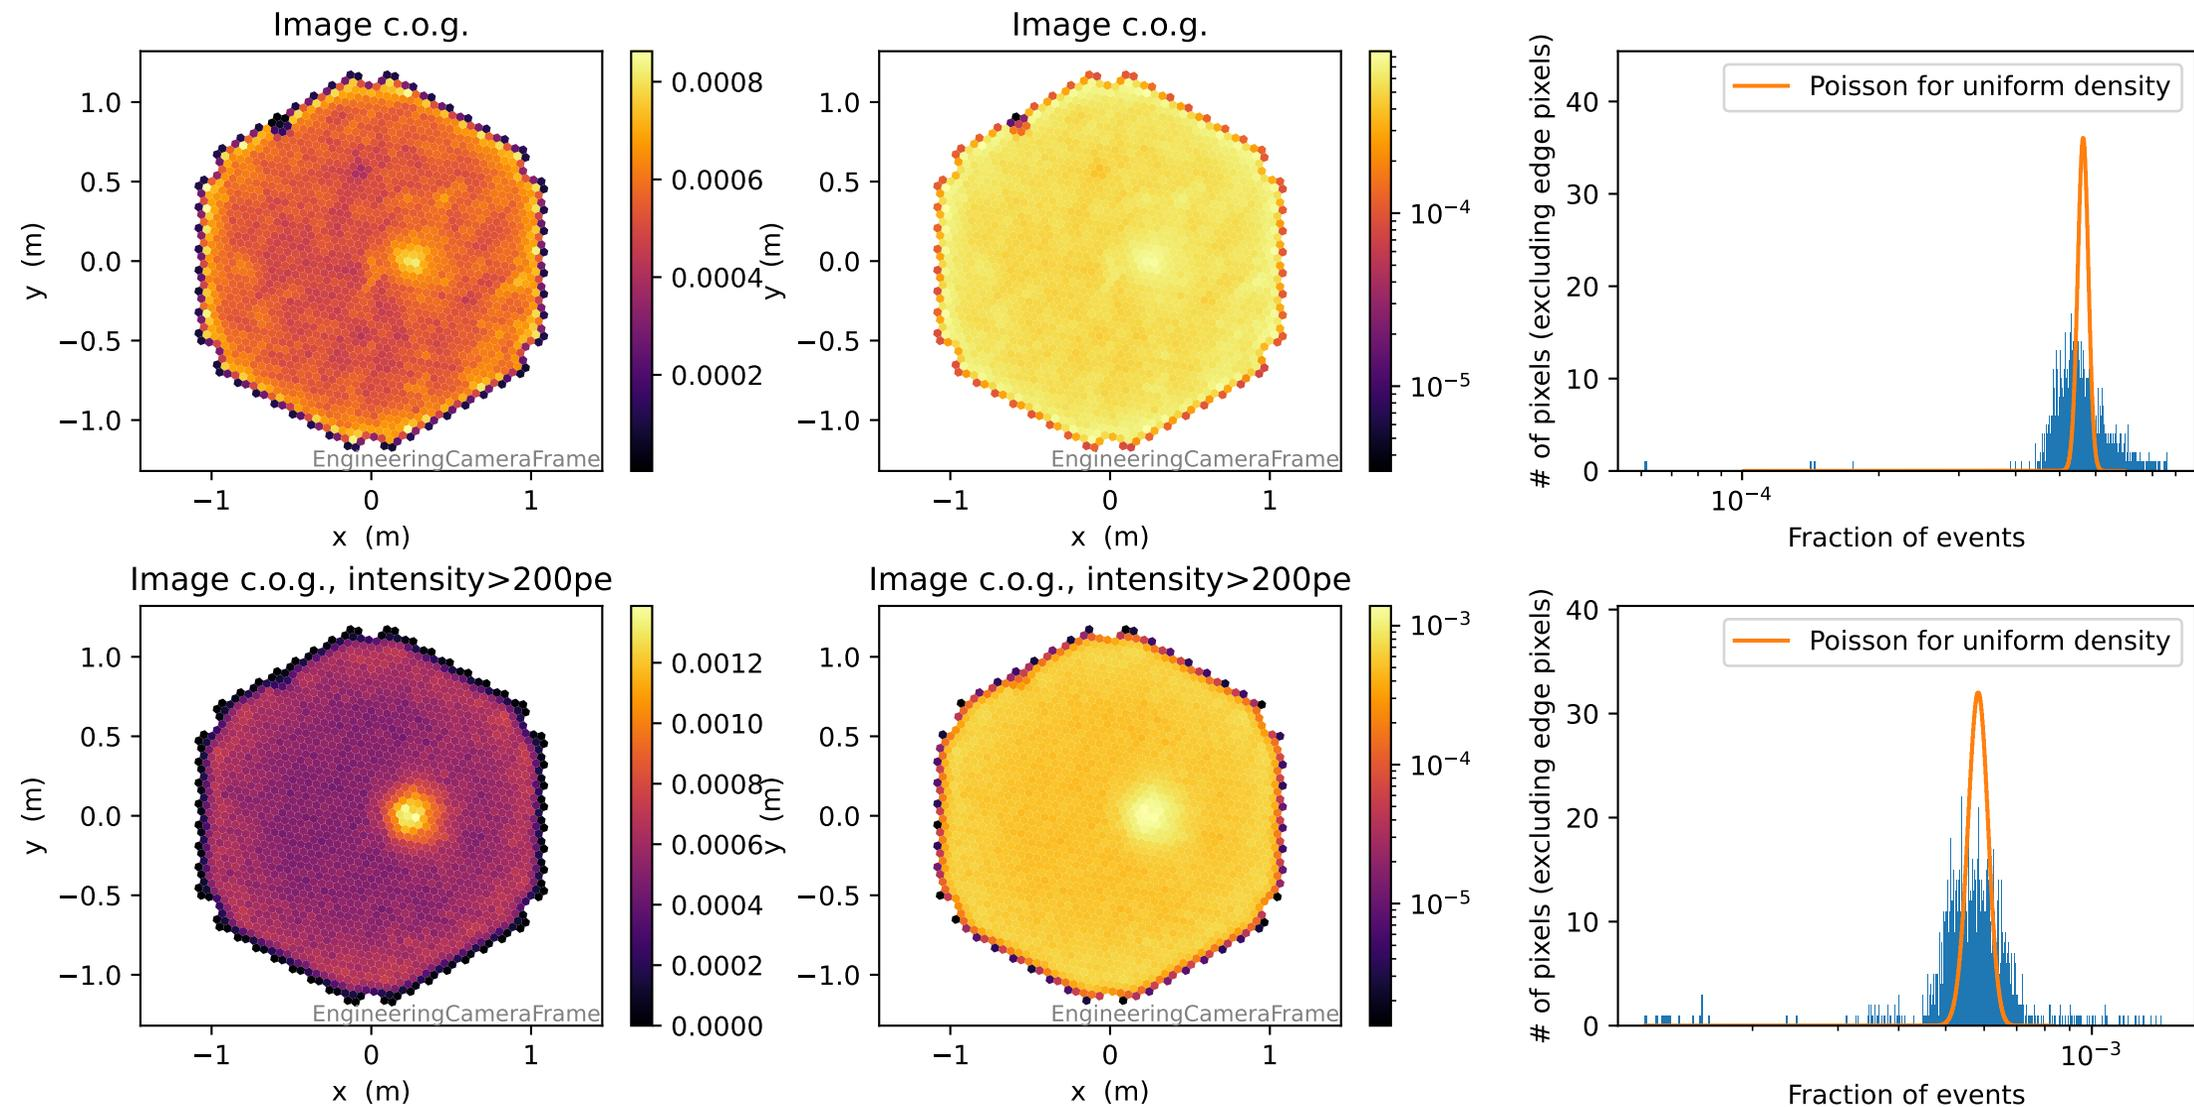 Image c.o.g.
1.0
0.5
0.0
−0.5
−1.0
y (m)
−1 0 1
x (m)
EngineeringCameraFrame
0.0008
0.0006
0.0004
0.0002
Image c.o.g.
1.0
0.5
0.0
−0.5
−1.0
y (m)
−1 0 1
x (m)
EngineeringCameraFrame
10⁻⁴
10⁻⁵
# of pixels (excluding edge pixels)
40
30
20
10
0
Poisson for uniform density
10⁻⁴
Fraction of events
Image c.o.g., intensity>200pe
1.0
0.5
0.0
−0.5
−1.0
y (m)
−1 0 1
x (m)
EngineeringCameraFrame
0.0012
0.0010
0.0008
0.0006
0.0004
0.0002
0.0000
Image c.o.g., intensity>200pe
1.0
0.5
0.0
−0.5
−1.0
y (m)
−1 0 1
x (m)
EngineeringCameraFrame
10⁻³
10⁻⁴
10⁻⁵
# of pixels (excluding edge pixels)
40
30
20
10
0
Poisson for uniform density
10⁻³
Fraction of events